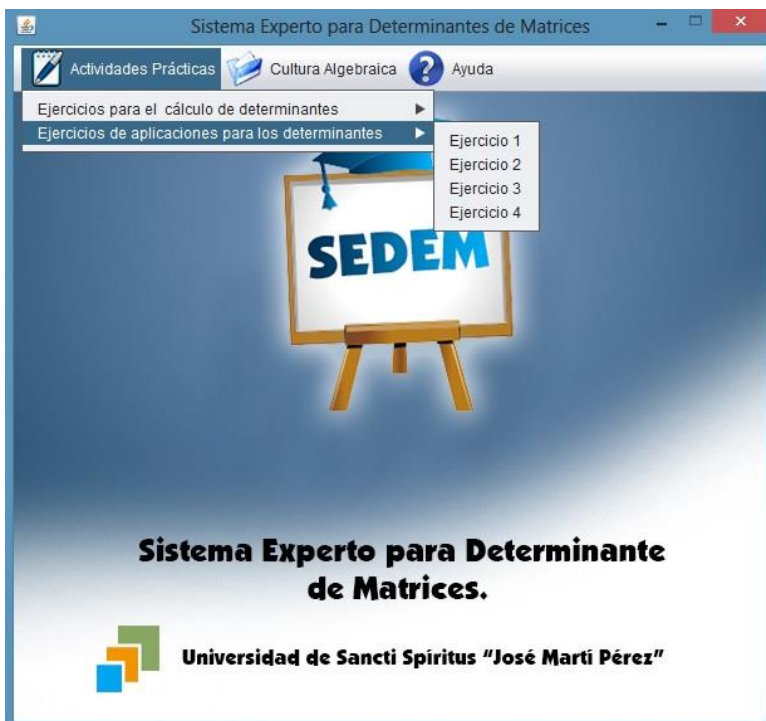 Sistema Experto para Determinantes de Matrices
Actividades Prácticas Cultura Algebraica Ayuda
Ejercicios para el cálculo de determinantes
Ejercicios de aplicaciones para los determinantes
Ejercicio 1
Ejercicio 2
Ejercicio 3
Ejercicio 4
SEDEM
Sistema Experto para Determinante
de Matrices.
Universidad de Sancti Spíritus "José Martí Pérez"